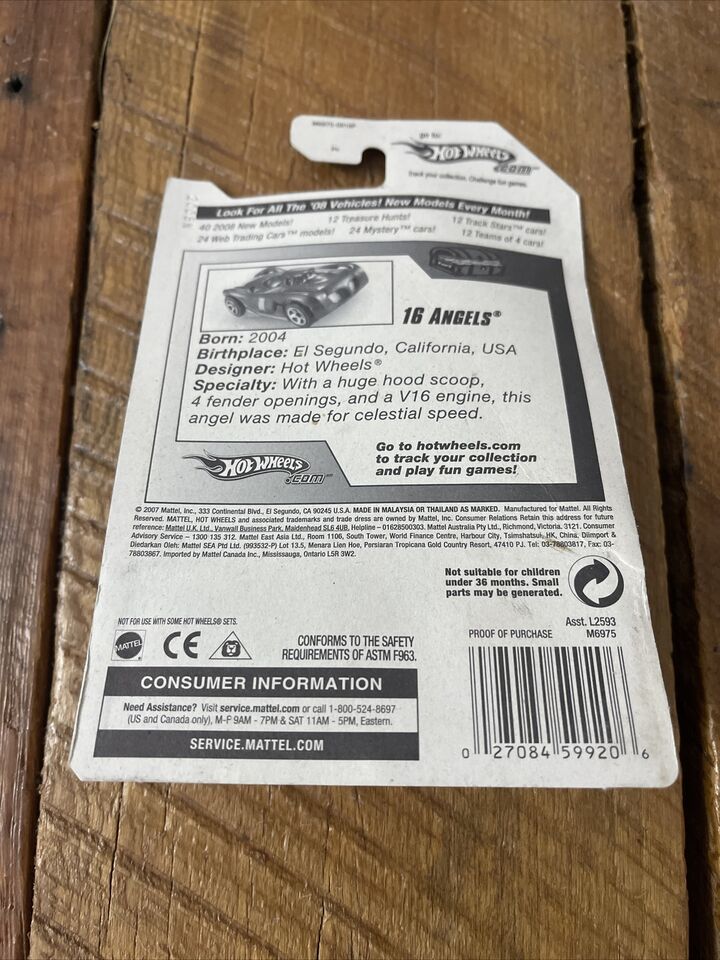 go to:
HOT WHEELS
.COM™
Track your collection. Challenge fun games.
Look For All The '08 Vehicles! New Models Every Month!
40 2008 New Models!
12 Treasure Hunts!
12 Track Stars™ cars!
24 Web Trading Cars™ models!
24 Mystery™ cars!
12 Teams of 4 cars!
16 ANGELS®
Born: 2004
Birthplace: El Segundo, California, USA
Designer: Hot Wheels®
Specialty: With a huge hood scoop,
4 fender openings, and a V16 engine, this
angel was made for celestial speed.
HOT WHEELS
.COM™
Go to hotwheels.com
to track your collection
and play fun games!
© 2007 Mattel, Inc., 333 Continental Blvd., El Segundo, CA 90245 U.S.A. MADE IN MALAYSIA OR THAILAND AS MARKED. Manufactured for Mattel. All Rights
Reserved. MATTEL, HOT WHEELS and associated trademarks and trade dress are owned by Mattel, Inc. Consumer Relations Retain this address for future
reference: Mattel U.K. Ltd., Vanwall Business Park, Maidenhead SL6 4UB. Helpline – 01628500303. Mattel Australia Pty Ltd., Richmond, Victoria. 3121. Consumer
Advisory Service – 1300 135 312. Mattel East Asia Ltd., Room 1106, South Tower, World Finance Centre, Harbour City, Tsimshatsui, HK, China. Diimport &
Diedarkan Oleh: Mattel SEA Ptd Ltd. (993532-P) Lot 13.5, Menara Lien Hoe, Persiaran Tropicana Gold Country Resort, 47410 PJ. Tel: 03-78803817, Fax: 03-
78803867. Imported by Mattel Canada Inc., Mississauga, Ontario L5R 3W2.
Not suitable for children
under 36 months. Small
parts may be generated.
NOT FOR USE WITH SOME HOT WHEELS® SETS.
MATTEL
CE
CONFORMS TO THE SAFETY
REQUIREMENTS OF ASTM F963.
Asst. L2593
PROOF OF PURCHASE M6975
CONSUMER INFORMATION
Need Assistance? Visit service.mattel.com or call 1-800-524-8697
(US and Canada only), M-F 9AM - 7PM & SAT 11AM - 5PM, Eastern.
SERVICE.MATTEL.COM
0 27084 59920 6